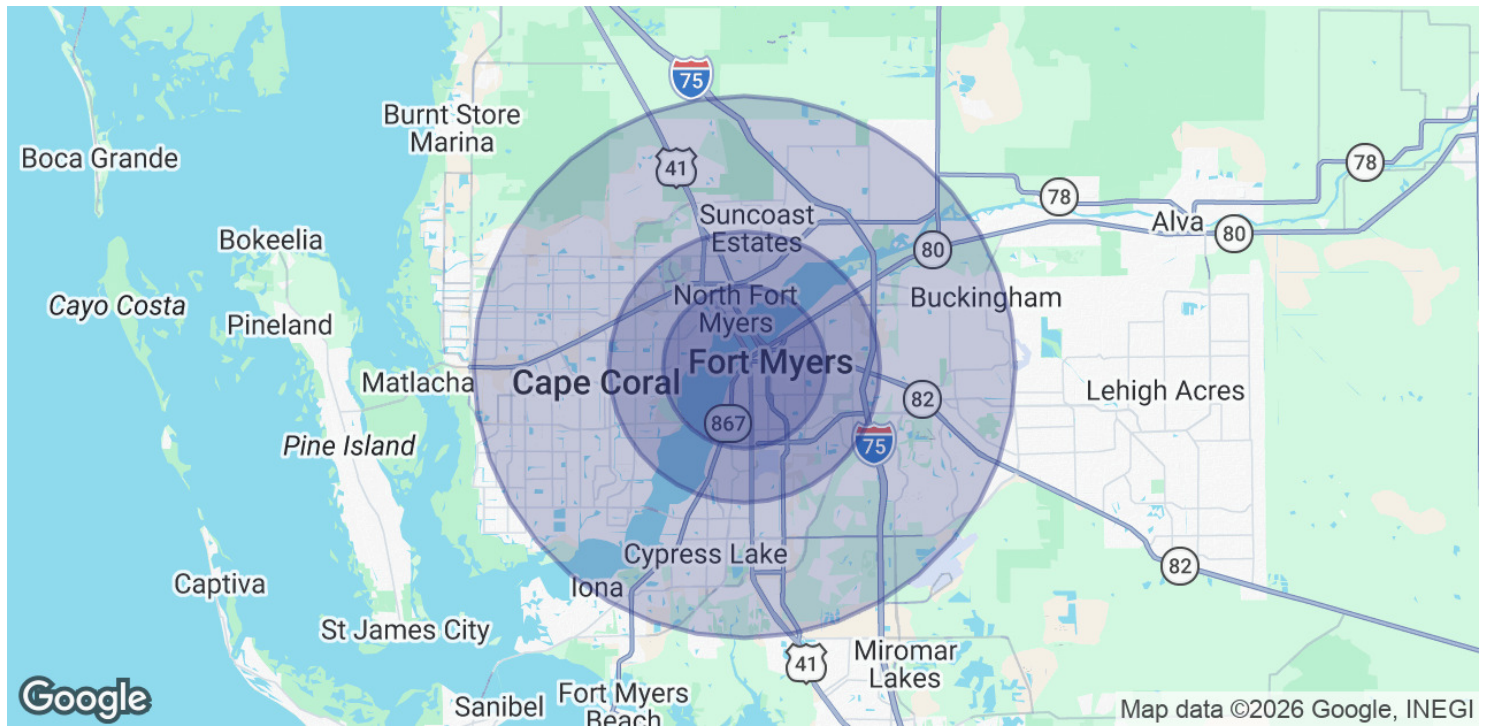 75
Burnt Store
Marina
Boca Grande
41
78
78
Suncoast
Estates
Alva
80
Bokeelia
80
Cayo Costa
North Fort
Myers
Buckingham
Pineland
Fort Myers
Matlacha
Cape Coral
Lehigh Acres
82
867
Pine Island
75
Cypress Lake
82
Captiva
Iona
St James City
41
Miromar
Lakes
Google
Sanibel
Fort Myers
Beach
Map data ©2026 Google, INEGI